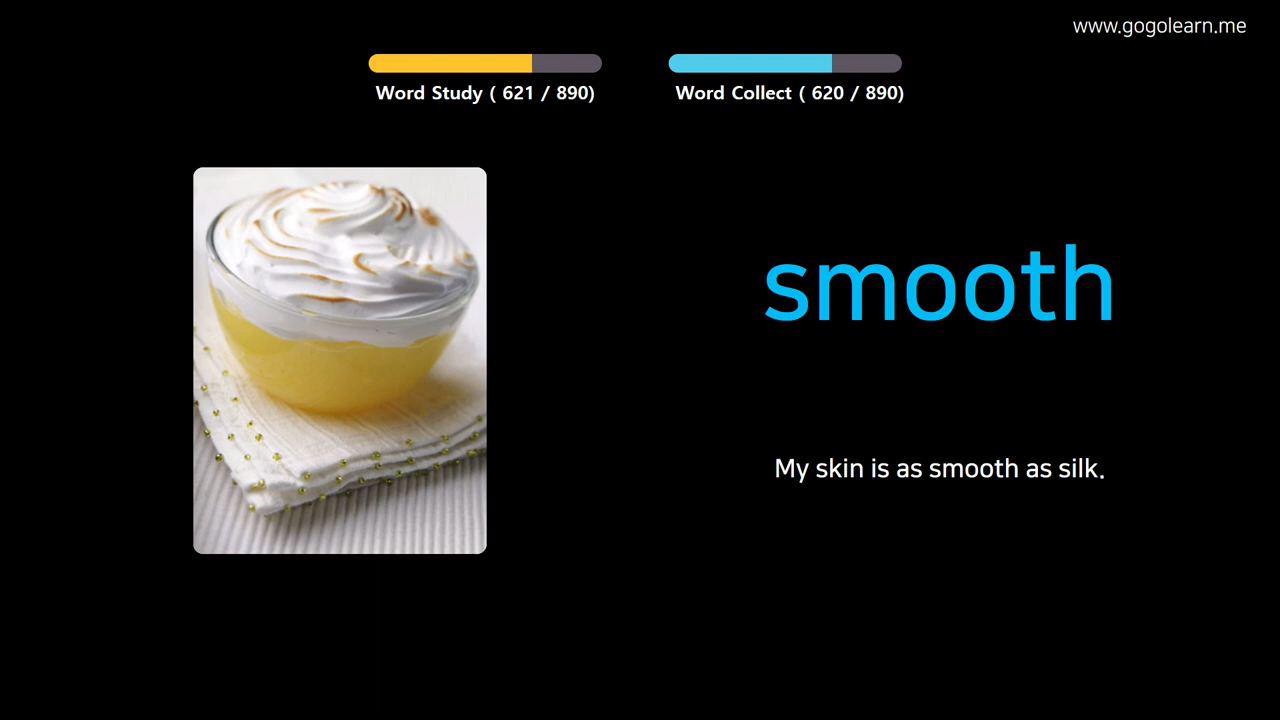 www.gogolearn.me
Word Study ( 621 / 890)
Word Collect ( 620 / 890)
smooth
My skin is as smooth as silk.